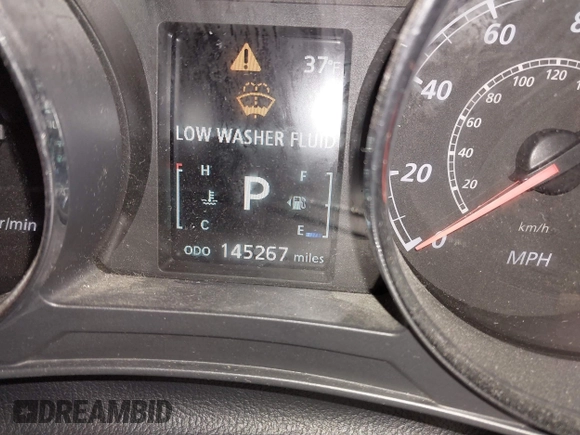 37°F
LOW WASHER FLUID
H
F
P
C
E
ODO 145267 miles
r/min
0
20
40
60
80
20
40
60
80
100
120
km/h
MPH
DREAMBID